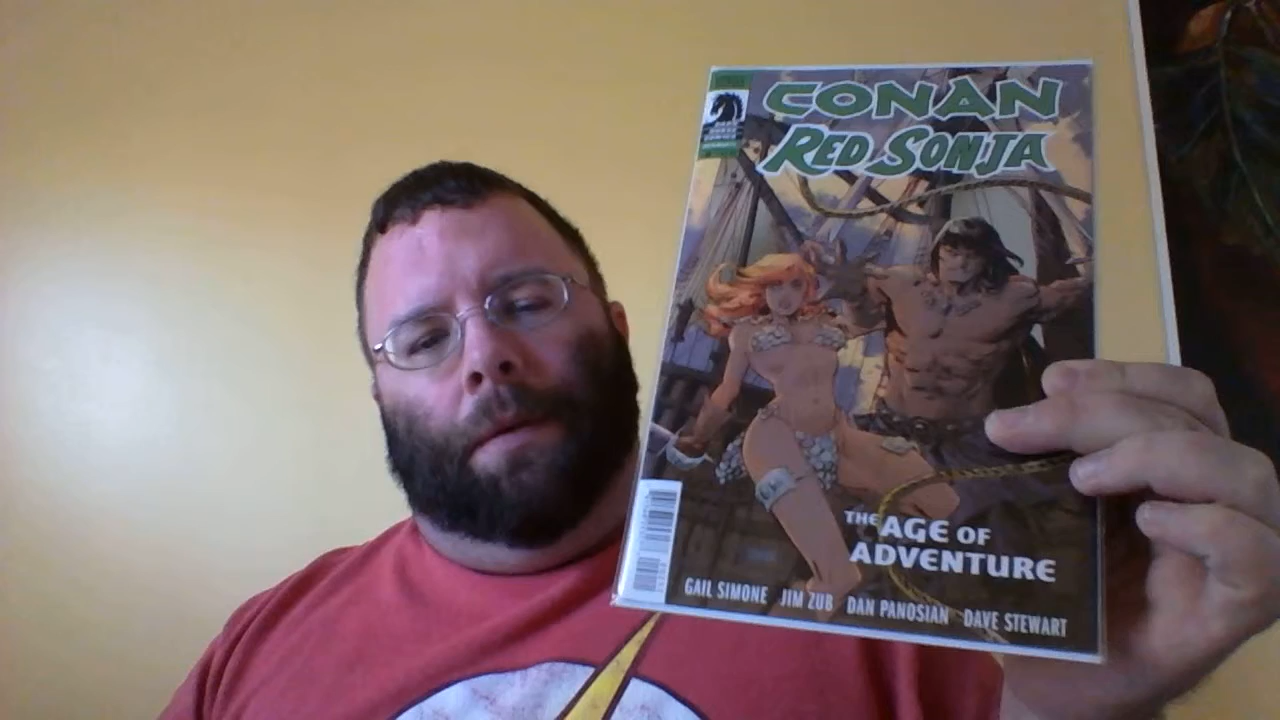 CONAN
RED SONJA
THE AGE OF
ADVENTURE
GAIL SIMONE JIM ZUB DAN PANOSIAN DAVE STEWART